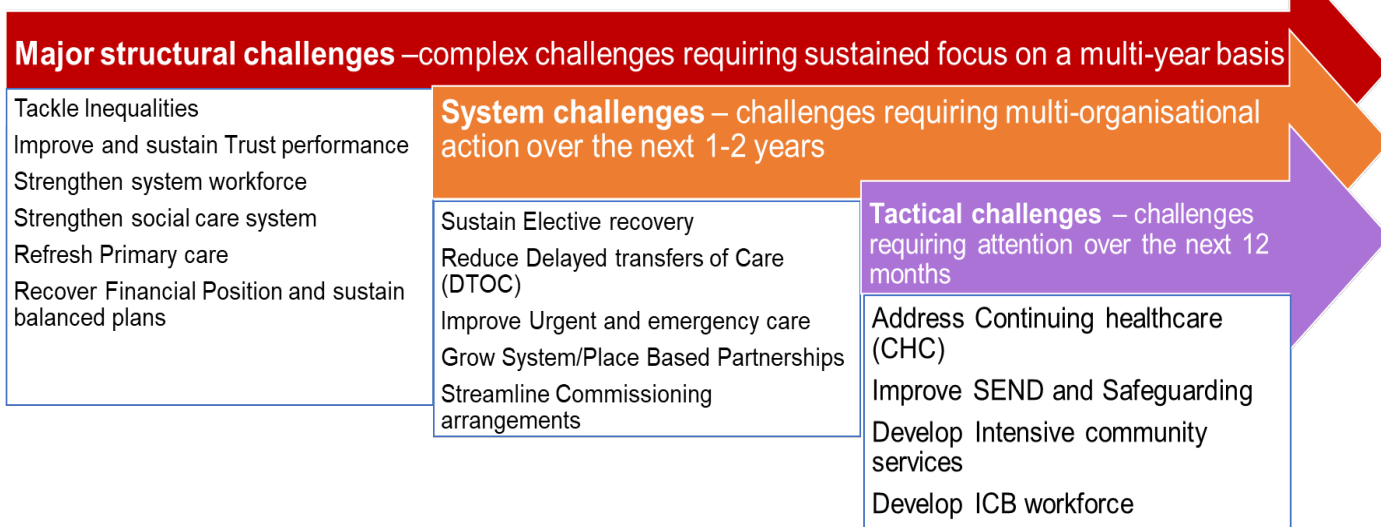 Major structural challenges –complex challenges requiring sustained focus on a multi-year basis
Tackle Inequalities
Improve and sustain Trust performance
Strengthen system workforce
Strengthen social care system
Refresh Primary care
Recover Financial Position and sustain
balanced plans
System challenges – challenges requiring multi-organisational
action over the next 1-2 years
Sustain Elective recovery
Reduce Delayed transfers of Care
(DTOC)
Improve Urgent and emergency care
Grow System/Place Based Partnerships
Streamline Commissioning
arrangements
Tactical challenges – challenges
requiring attention over the next 12
months
Address Continuing healthcare
(CHC)
Improve SEND and Safeguarding
Develop Intensive community
services
Develop ICB workforce